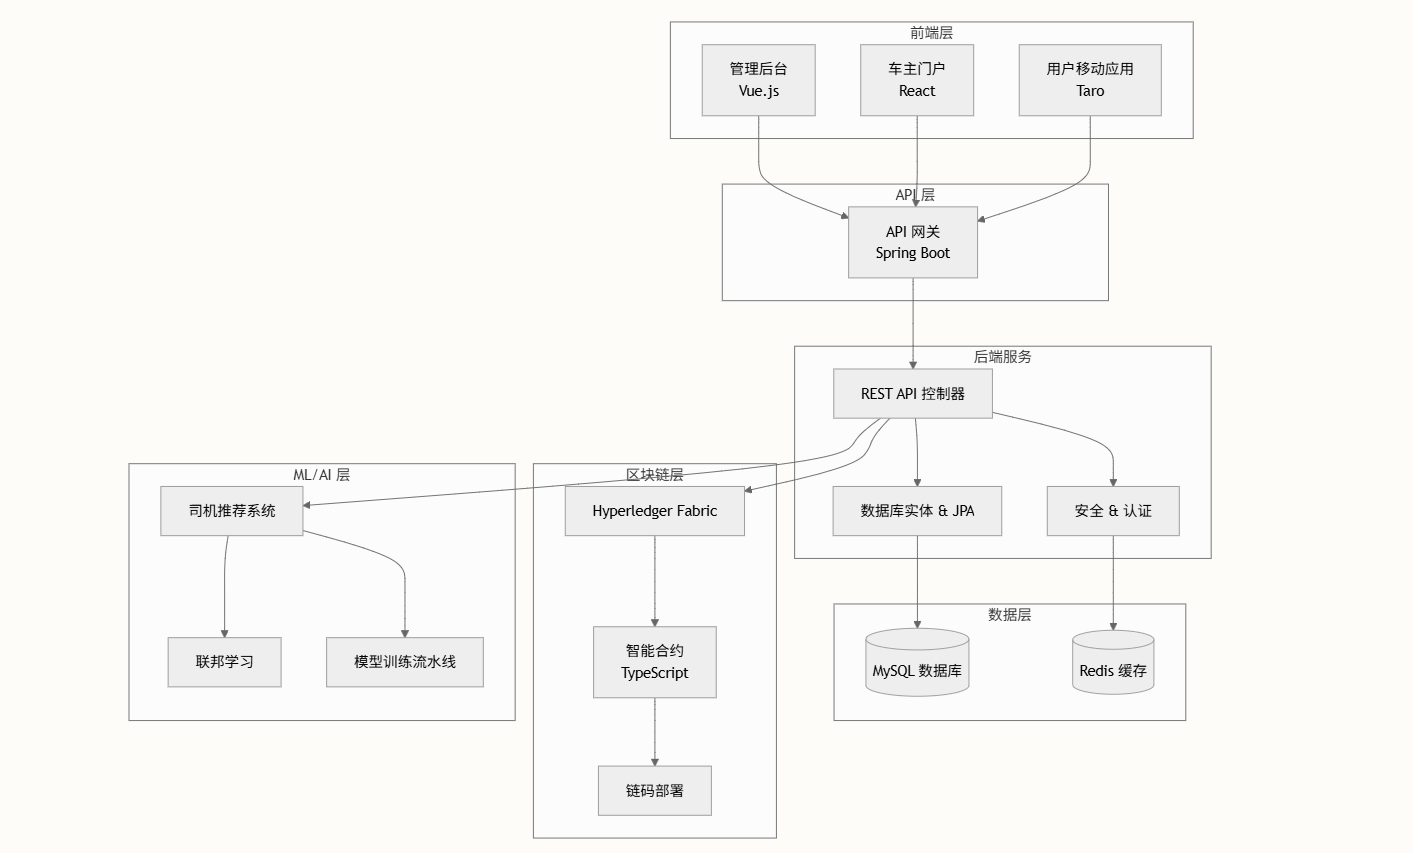 前端层
管理后台
Vue.js
车主门户
React
用户移动应用
Taro
API 层
API 网关
Spring Boot
后端服务
REST API 控制器
ML/AI 层
区块链层
司机推荐系统
Hyperledger Fabric
数据库实体 & JPA
安全 & 认证
数据层
联邦学习
模型训练流水线
智能合约
TypeScript
MySQL 数据库
Redis 缓存
链码部署